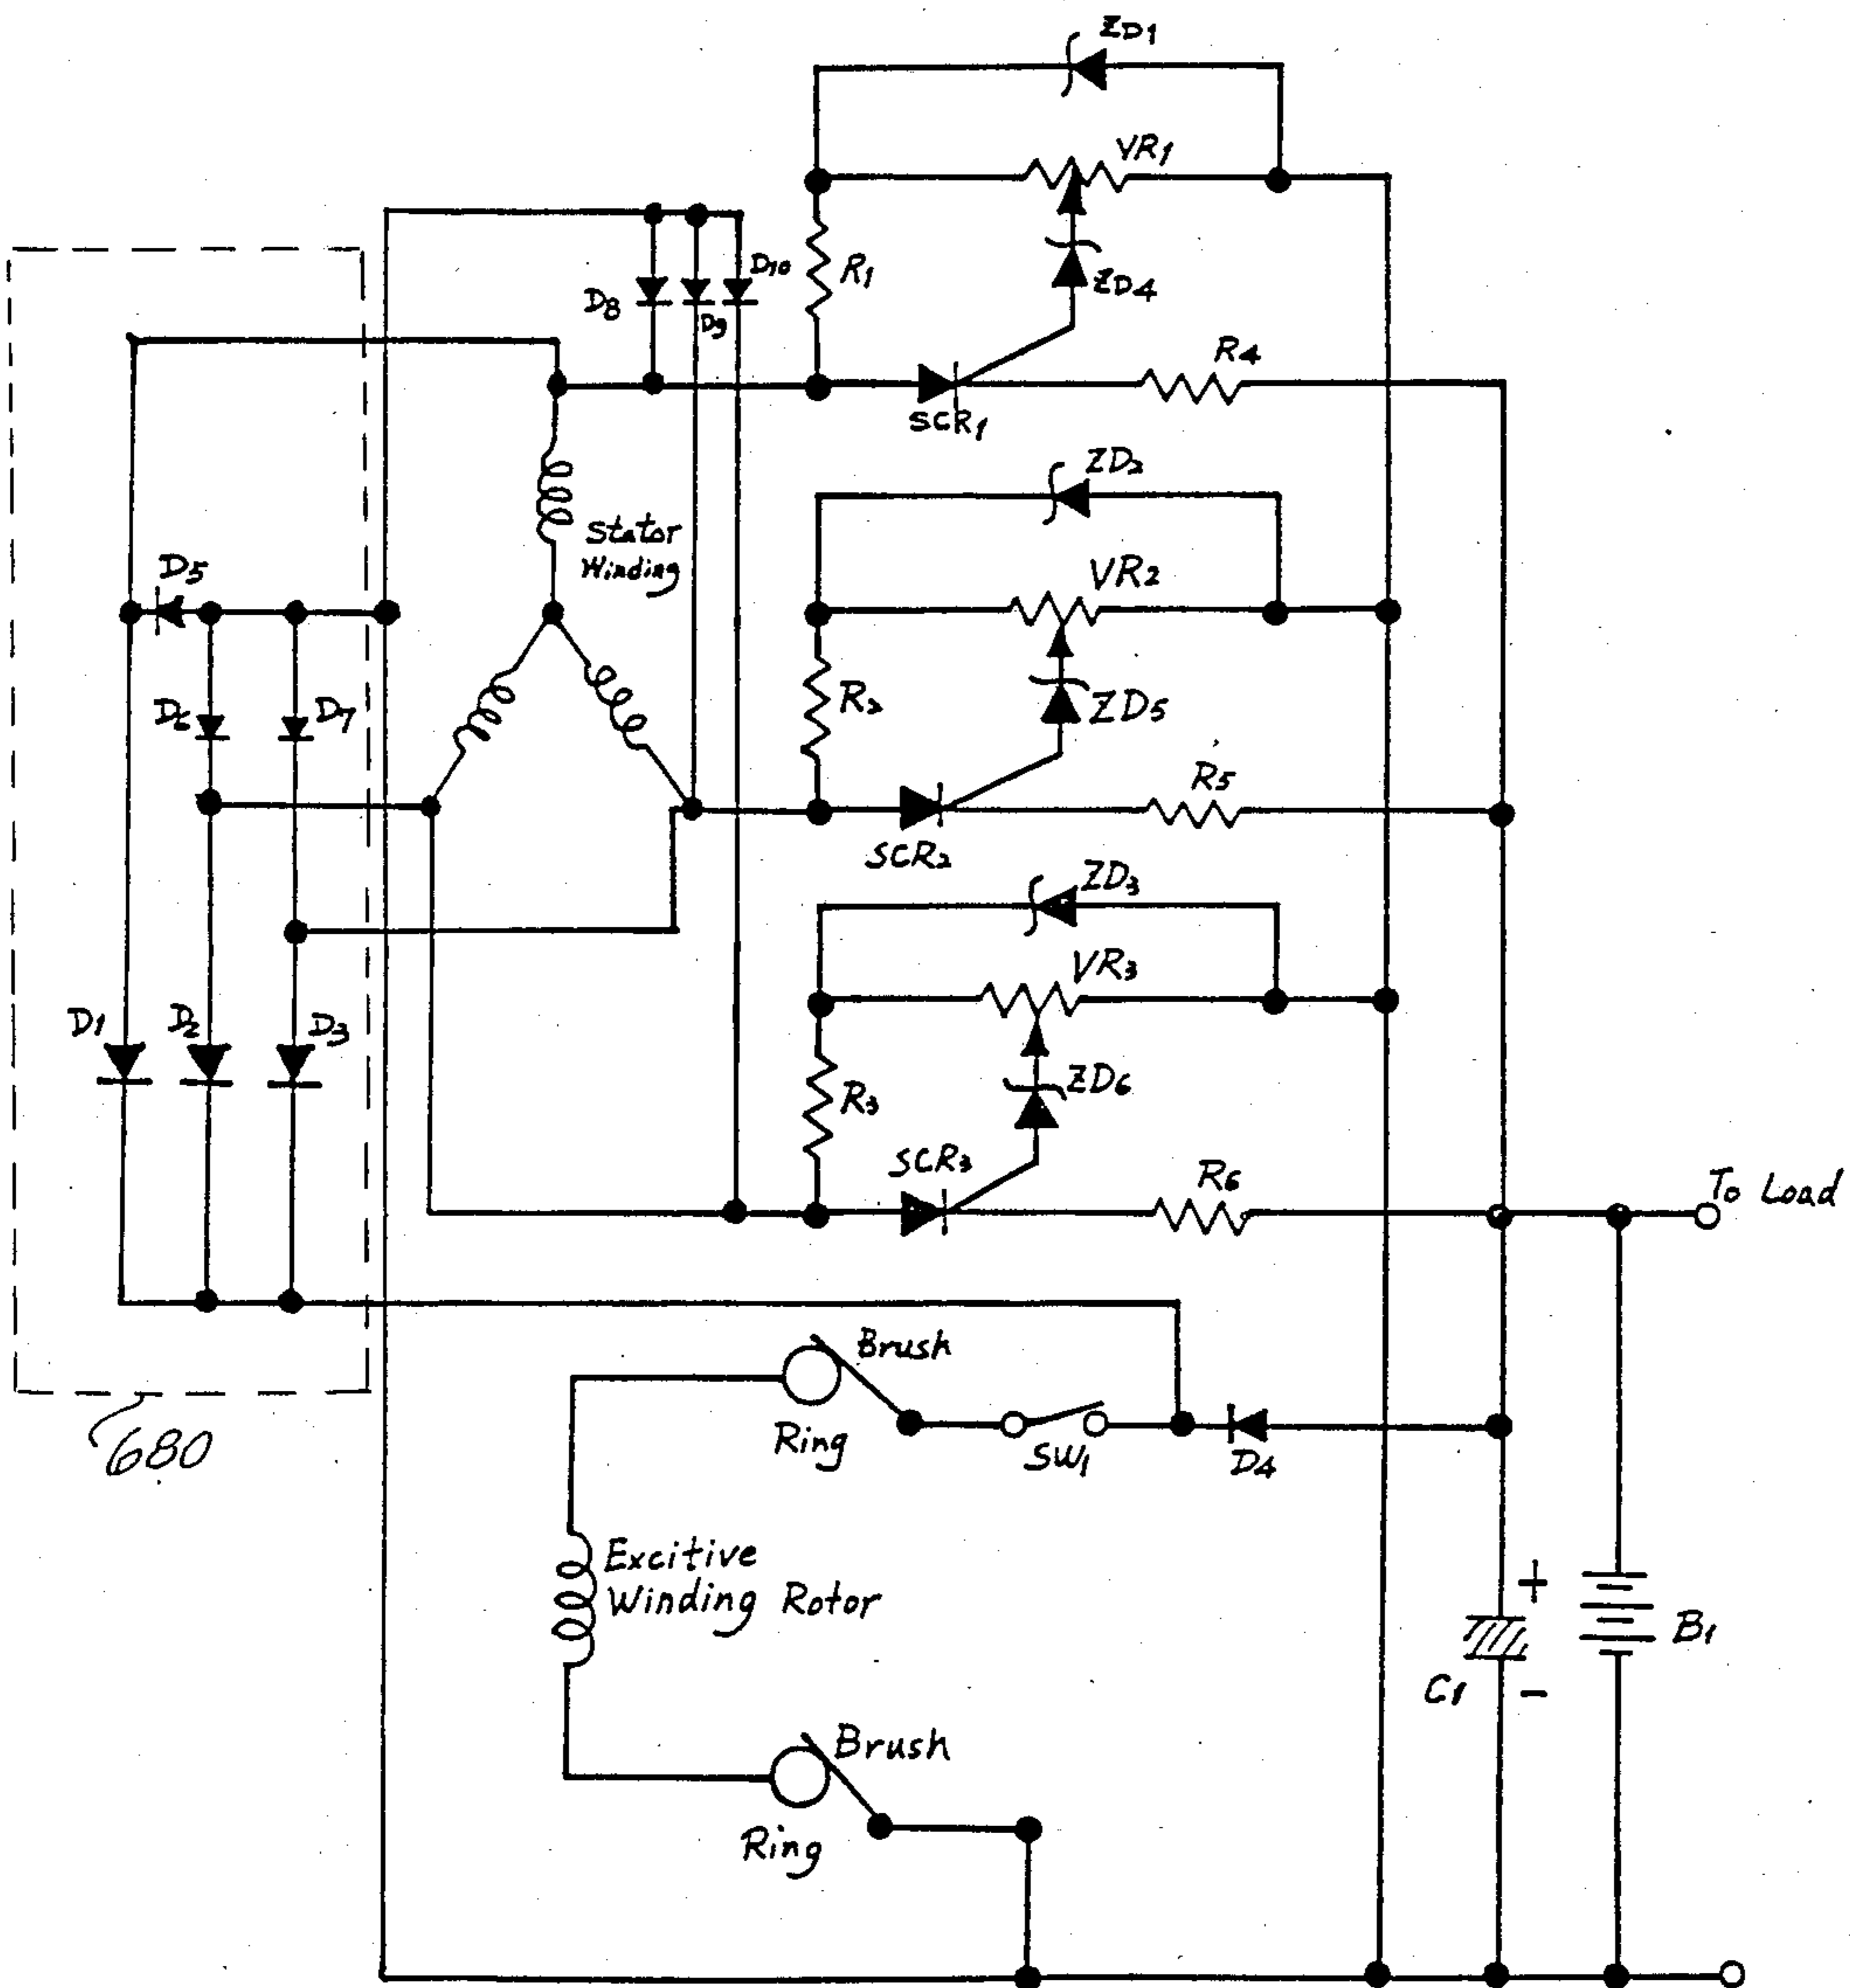 ZD1
VR1
D10
R1
ZD4
D8
D9
R4
SCR1
ZD2
Stator
Winding
D5
VR2
D6
D7
R2
ZD5
R5
SCR2
ZD3
VR3
D1
D2
D3
R3
ZD6
SCR3
R6
To Load
Brush
Ring
SW1
D4
680
Excitive
Winding Rotor
+
B1
C1
-
Brush
Ring